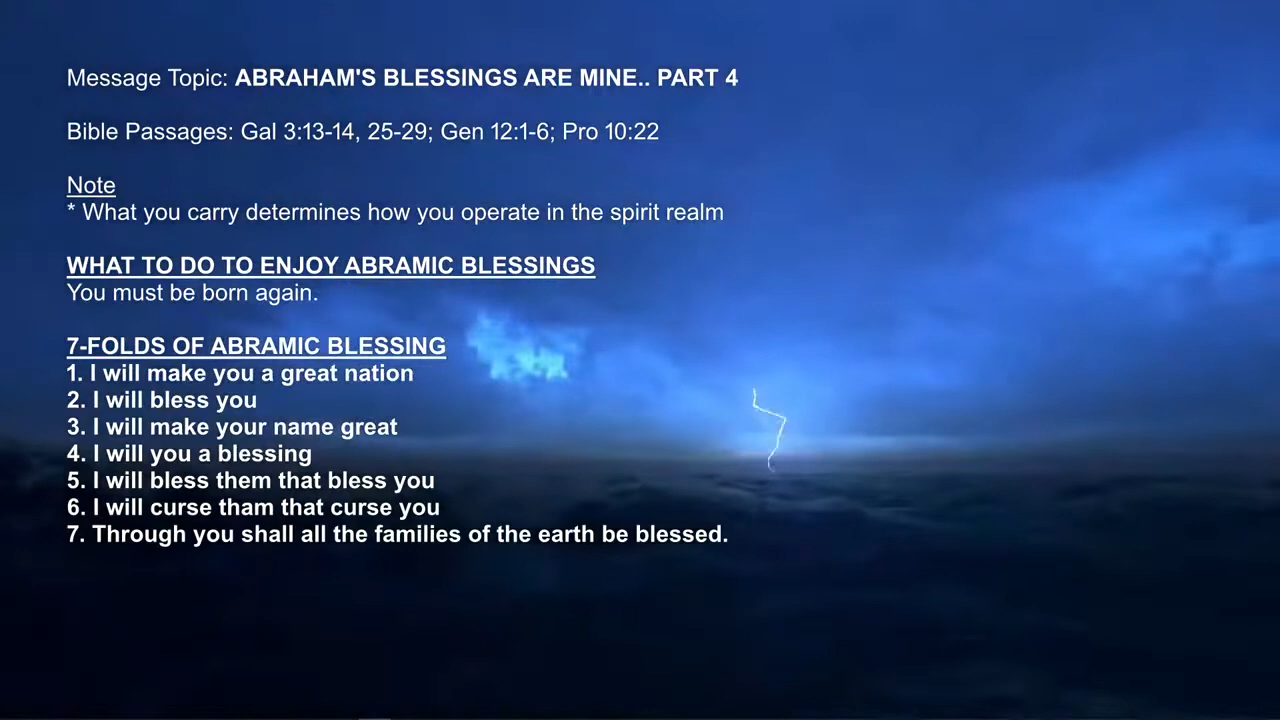 Message Topic: ABRAHAM'S BLESSINGS ARE MINE.. PART 4
Bible Passages: Gal 3:13-14, 25-29; Gen 12:1-6; Pro 10:22
Note
* What you carry determines how you operate in the spirit realm
WHAT TO DO TO ENJOY ABRAMIC BLESSINGS
You must be born again.
7-FOLDS OF ABRAMIC BLESSING
1. I will make you a great nation
2. I will bless you
3. I will make your name great
4. I will you a blessing
5. I will bless them that bless you
6. I will curse tham that curse you
7. Through you shall all the families of the earth be blessed.